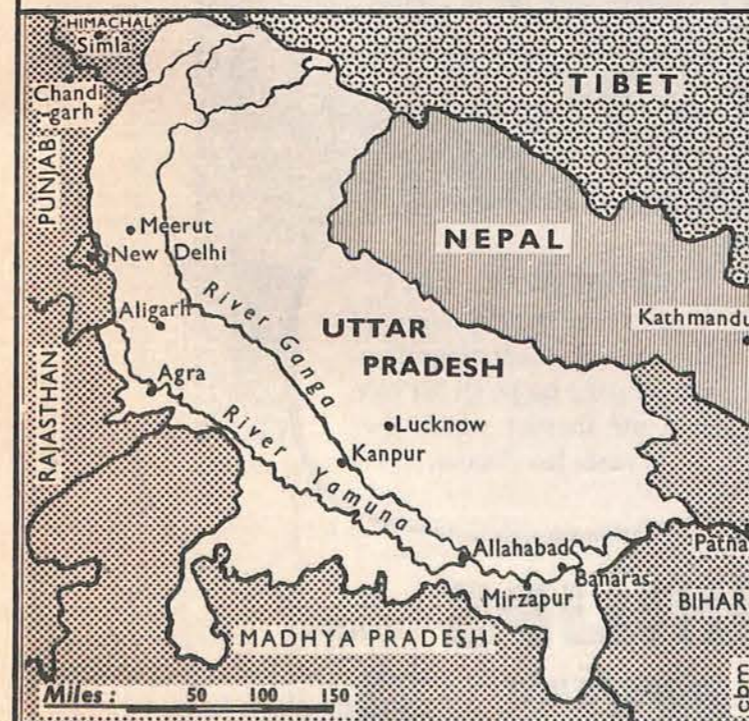 HIMACHAL
Simla
TIBET
Chandi
-garh
PUNJAB
Meerut
New Delhi
NEPAL
Aligarh
River Ganga
UTTAR
PRADESH
Kathmandu
RAJASTHAN
Agra
River Yamuna
Lucknow
Kanpur
Allahabad
Patna
Banaras
Mirzapur
BIHAR
MADHYA PRADESH
Miles :
50 100 150
cbm